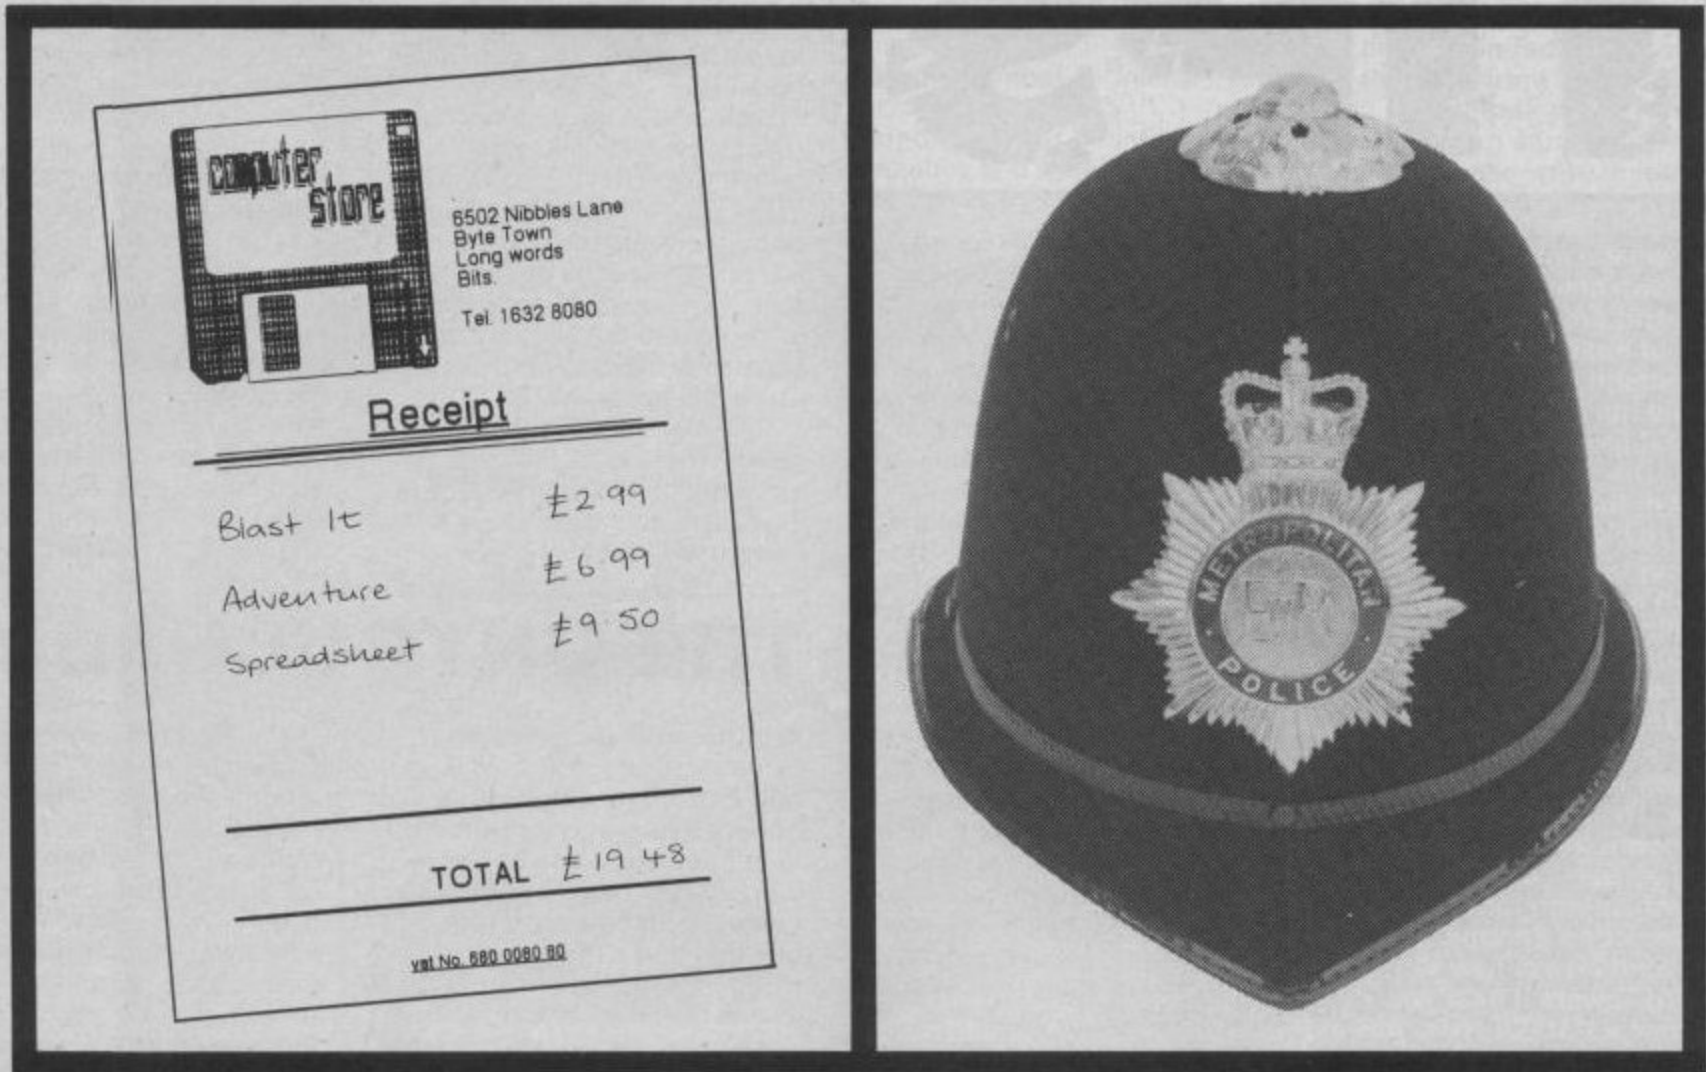 computer
store
6502 Nibbles Lane
Byte Town
Long words
Bits.
Tel. 1632 8080
Receipt
Blast It £2.99
Adventure £6.99
Spreadsheet £9.50
TOTAL £19.48
vat No. 680 0080 80
METROPOLITAN
EIIR
POLICE